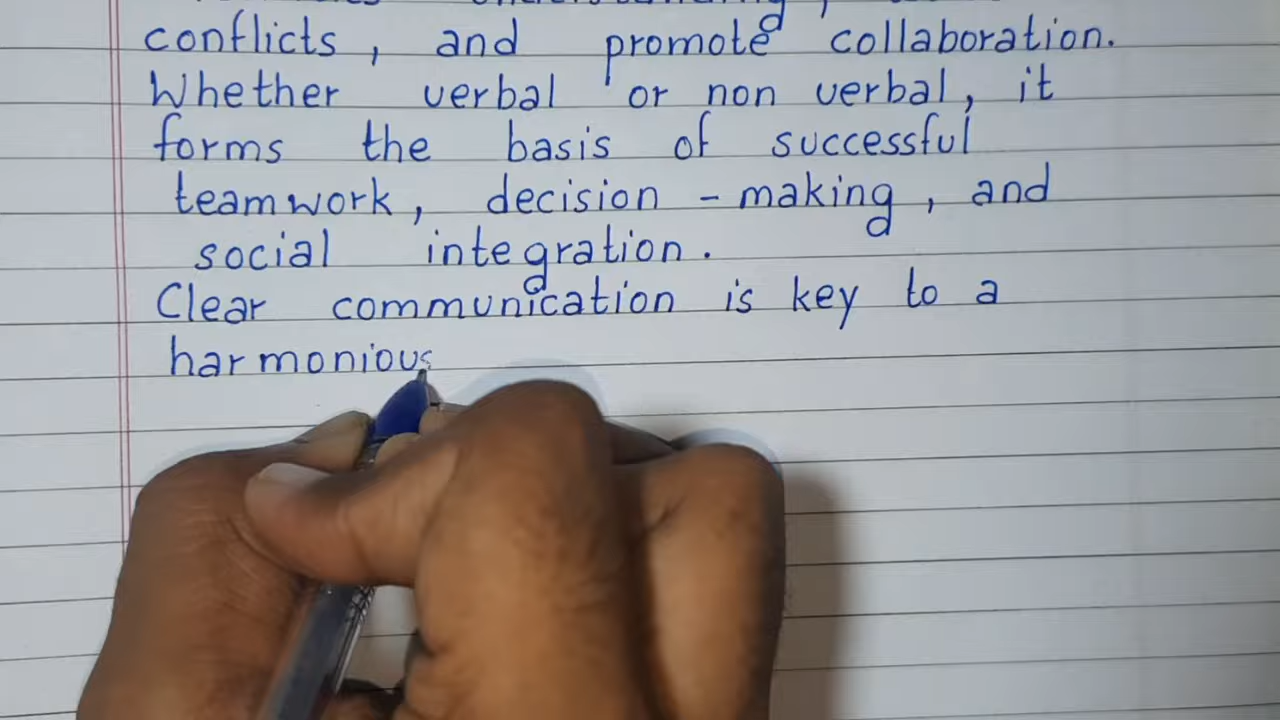 conflicts, and promote collaboration.
Whether verbal or non verbal, it
forms the basis of successful
teamwork, decision - making, and
social integration.
Clear communication is key to a
harmonious